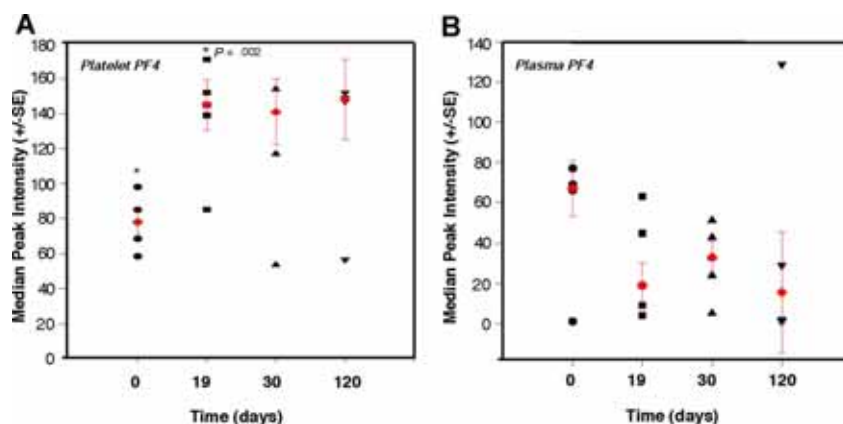 A
Platelet PF4
* P = .002
*
Median Peak Intensity (+/-SE)
180
160
140
120
100
80
60
40
20
0
0 19 30 120
Time (days)
B
Plasma PF4
Median Peak Intensity (+/-SE)
140
120
100
80
60
40
20
0
0 19 30 120
Time (days)